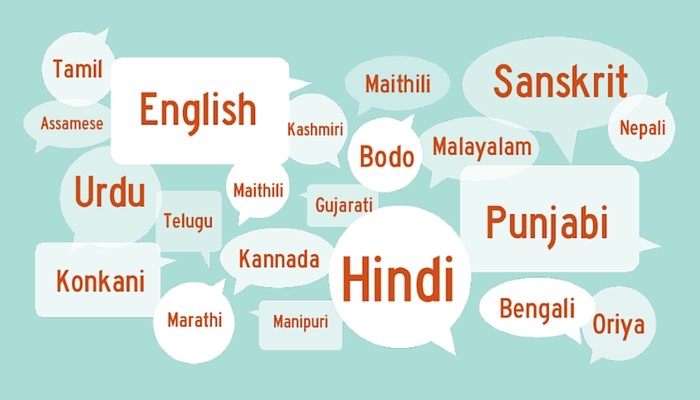 Tamil
English
Maithili
Sanskrit
Assamese
Kashmiri
Nepali
Bodo
Malayalam
Urdu
Maithili
Telugu
Gujarati
Punjabi
Konkani
Kannada
Hindi
Marathi
Manipuri
Bengali
Oriya